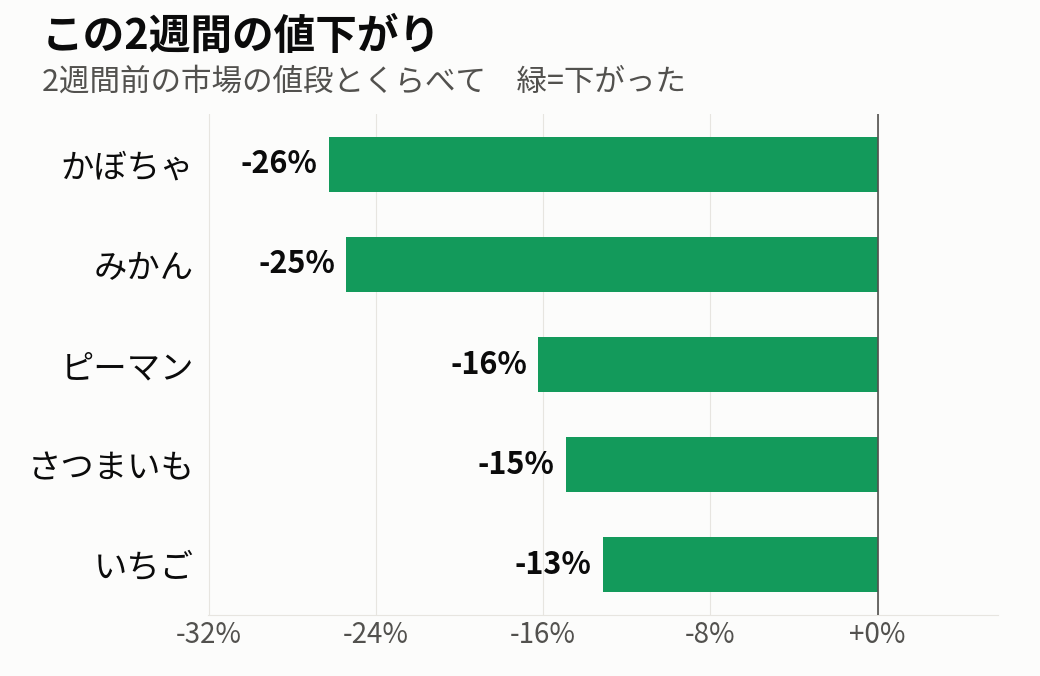 この2週間の値下がり
2週間前の市場の値段とくらべて　緑=下がった
かぼちゃ -26%
みかん -25%
ピーマン -16%
さつまいも -15%
いちご -13%
-32% -24% -16% -8% +0%